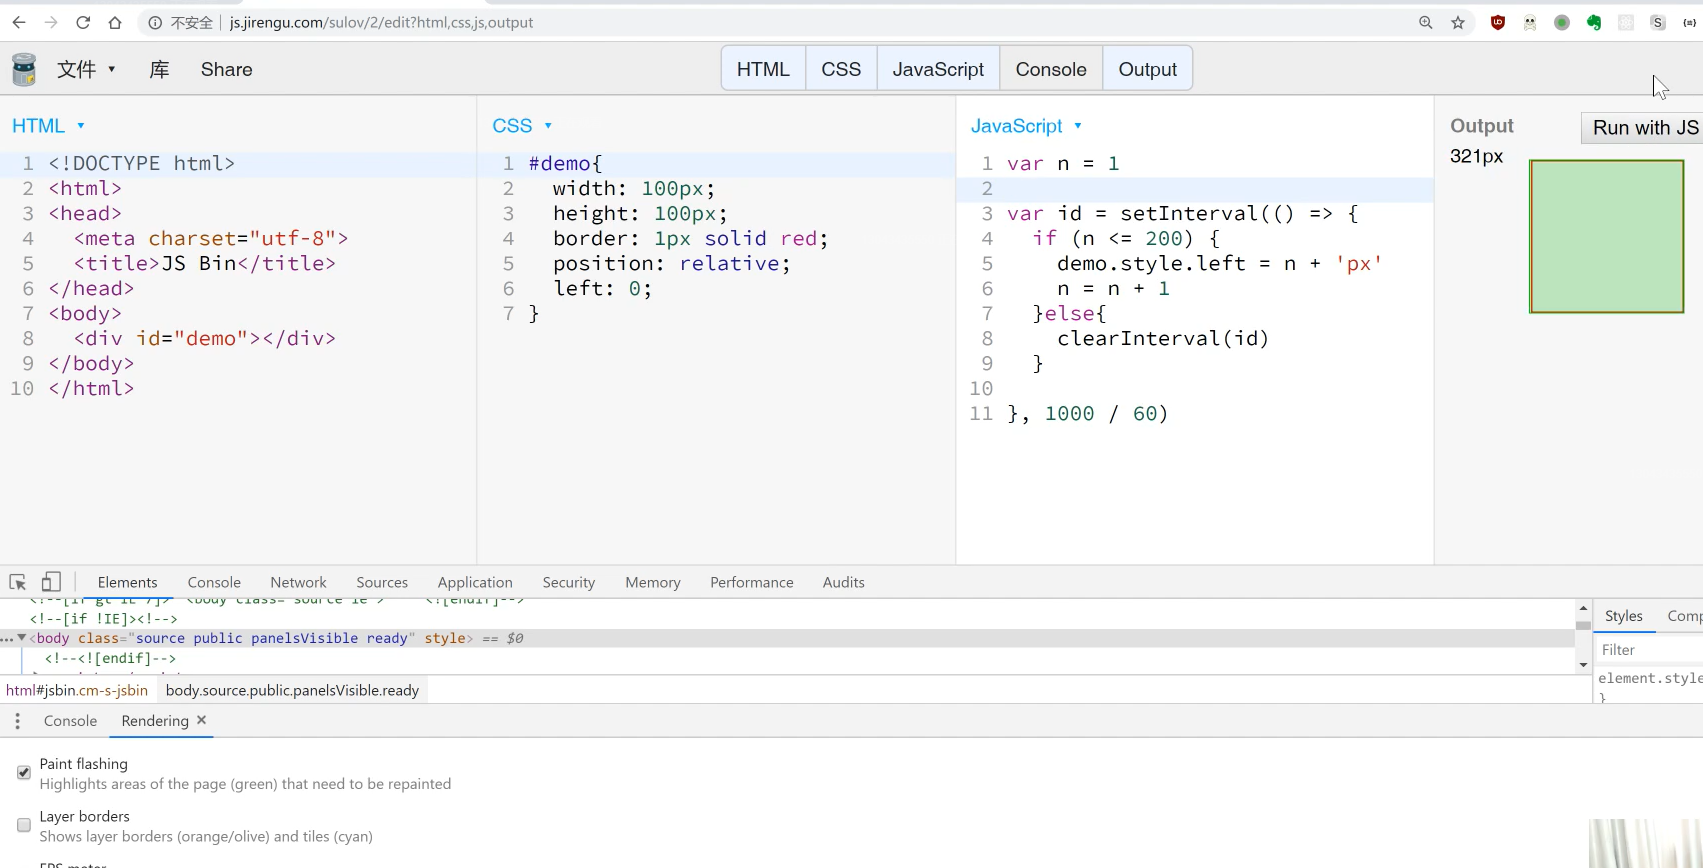 不安全 js.jirengu.com/sulov/2/edit?html,css,js,output
文件 库 Share
HTML CSS JavaScript Console Output
HTML
1 <!DOCTYPE html>
2 <html>
3 <head>
4 <meta charset="utf-8">
5 <title>JS Bin</title>
6 </head>
7 <body>
8 <div id="demo"></div>
9 </body>
10 </html>
CSS
1 #demo{
2 width: 100px;
3 height: 100px;
4 border: 1px solid red;
5 position: relative;
6 left: 0;
7 }
JavaScript
1 var n = 1
2
3 var id = setInterval(() => {
4 if (n <= 200) {
5 demo.style.left = n + 'px'
6 n = n + 1
7 }else{
8 clearInterval(id)
9 }
10
11 }, 1000 / 60)
Output Run with JS
321px
Elements Console Network Sources Application Security Memory Performance Audits
<!--[if gt IE 7]> <body class="source ie"> <![endif]-->
<!--[if !IE]><!-->
<body class="source public panelsVisible ready" style> == $0
<!--<![endif]-->
html#jsbin.cm-s-jsbin body.source.public.panelsVisible.ready
Styles Comp
Filter
element.style
}
Console Rendering
Paint flashing
Highlights areas of the page (green) that need to be repainted
Layer borders
Shows layer borders (orange/olive) and tiles (cyan)
FPS meter